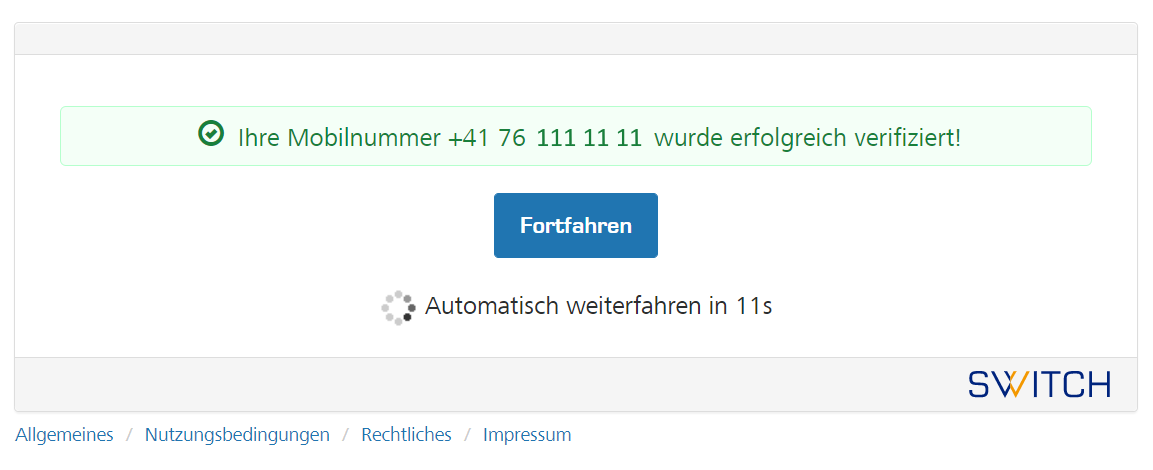 Ihre Mobilnummer +41 76 111 11 11 wurde erfolgreich verifiziert!
Fortfahren
Automatisch weiterfahren in 11s
SWITCH
Allgemeines / Nutzungsbedingungen / Rechtliches / Impressum